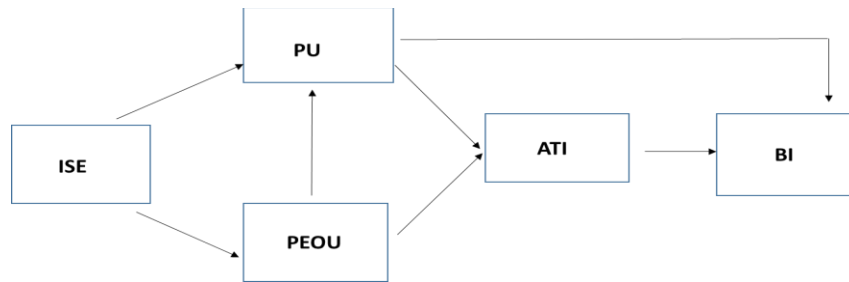 PU
ISE
ATI
BI
PEOU